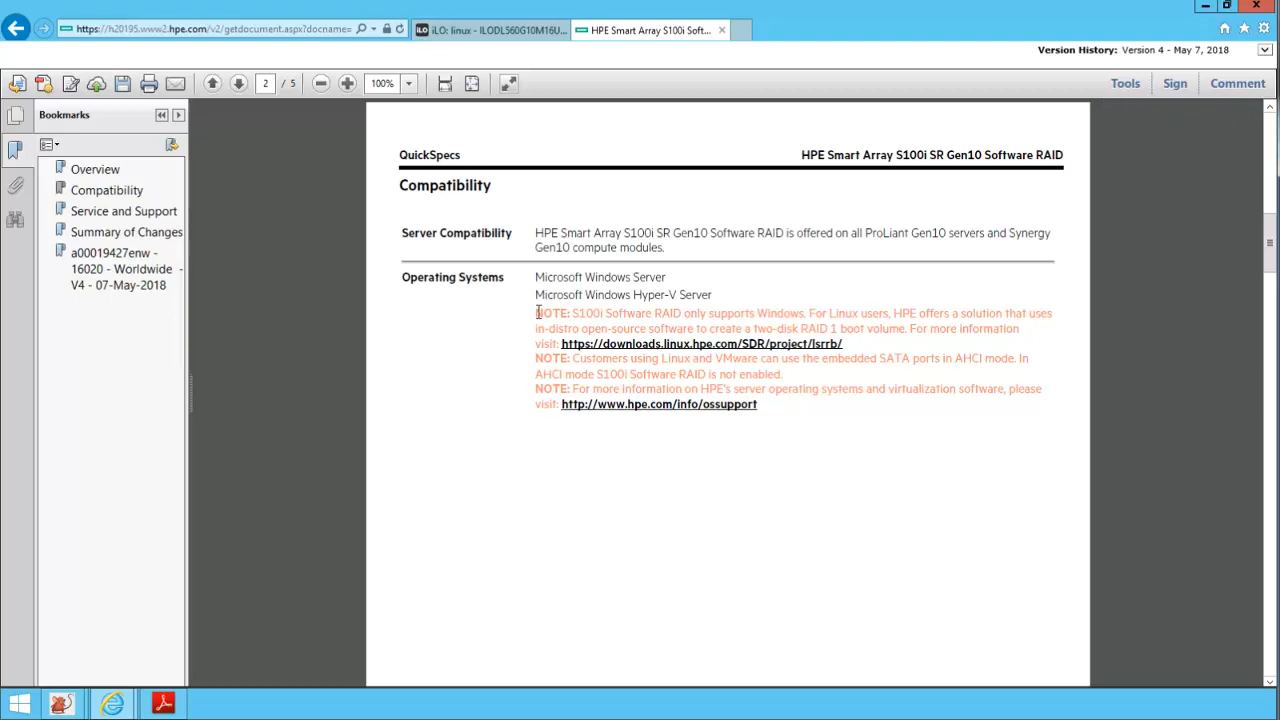 https://h20195.www2.hpe.com/v2/getdocument.aspx?docname=
iLO: linux - ILODL560G10M16U...
HPE Smart Array S100i Soft...
Version History: Version 4 - May 7, 2018
2 / 5
100%
Tools
Sign
Comment
Bookmarks
Overview
Compatibility
Service and Support
Summary of Changes
a00019427enw -
16020 - Worldwide -
V4 - 07-May-2018
QuickSpecs
HPE Smart Array S100i SR Gen10 Software RAID
Compatibility
Server Compatibility
HPE Smart Array S100i SR Gen10 Software RAID is offered on all ProLiant Gen10 servers and Synergy
Gen10 compute modules.
Operating Systems
Microsoft Windows Server
Microsoft Windows Hyper-V Server
NOTE: S100i Software RAID only supports Windows. For Linux users, HPE offers a solution that uses
in-distro open-source software to create a two-disk RAID 1 boot volume. For more information
visit: https://downloads.linux.hpe.com/SDR/project/lsrrb/
NOTE: Customers using Linux and VMware can use the embedded SATA ports in AHCI mode. In
AHCI mode S100i Software RAID is not enabled.
NOTE: For more information on HPE's server operating systems and virtualization software, please
visit: http://www.hpe.com/info/ossupport